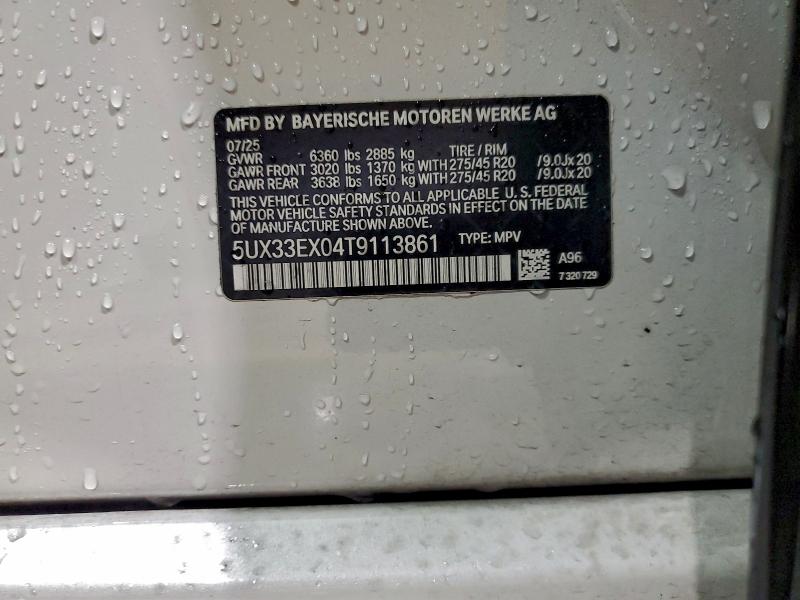 MFD BY BAYERISCHE MOTOREN WERKE AG
07/25
GVWR 6360 lbs 2885 kg TIRE / RIM
GAWR FRONT 3020 lbs 1370 kg WITH 275/45 R20 /9.0Jx20
GAWR REAR 3638 lbs 1650 kg WITH 275/45 R20 /9.0Jx20
THIS VEHICLE CONFORMS TO ALL APPLICABLE U.S. FEDERAL
MOTOR VEHICLE SAFETY STANDARDS IN EFFECT ON THE DATE
OF MANUFACTURE SHOWN ABOVE.
5UX33EX04T9113861 TYPE: MPV
A96
7 320 729